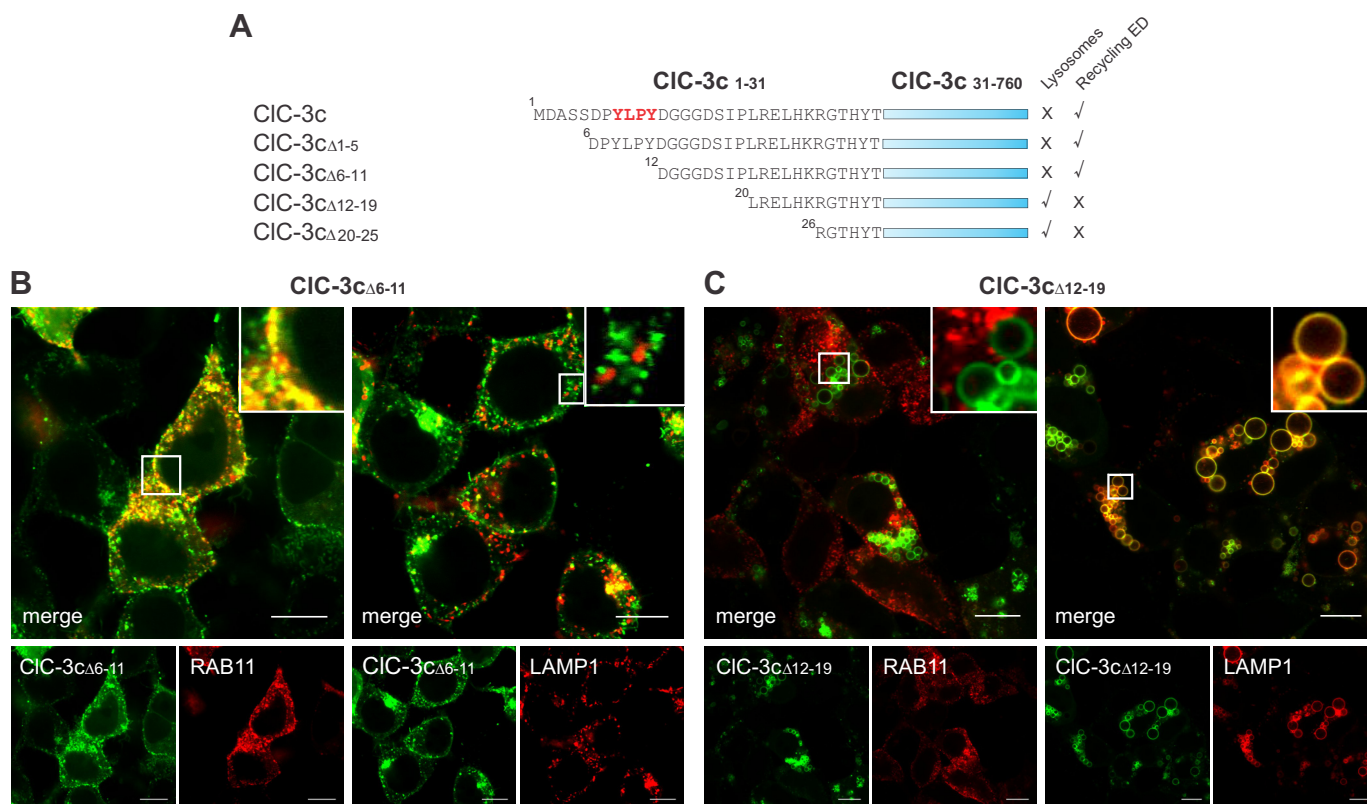 A
Lysosomes
Recycling ED
ClC-3c 1-31 ClC-3c 31-760
ClC-3c 1 MDASSDPYLPYDGGGDSIPLRELHKRGTHYT X √
ClC-3cΔ1-5 6 DPYLPYDGGGDSIPLRELHKRGTHYT X √
ClC-3cΔ6-11 12 DGGGDSIPLRELHKRGTHYT X √
ClC-3cΔ12-19 20 LRELHKRGTHYT √ X
ClC-3cΔ20-25 26 RGTHYT √ X
B ClC-3cΔ6-11
C ClC-3cΔ12-19
merge merge merge merge
ClC-3cΔ6-11 RAB11 ClC-3cΔ6-11 LAMP1 ClC-3cΔ12-19 RAB11 ClC-3cΔ12-19 LAMP1